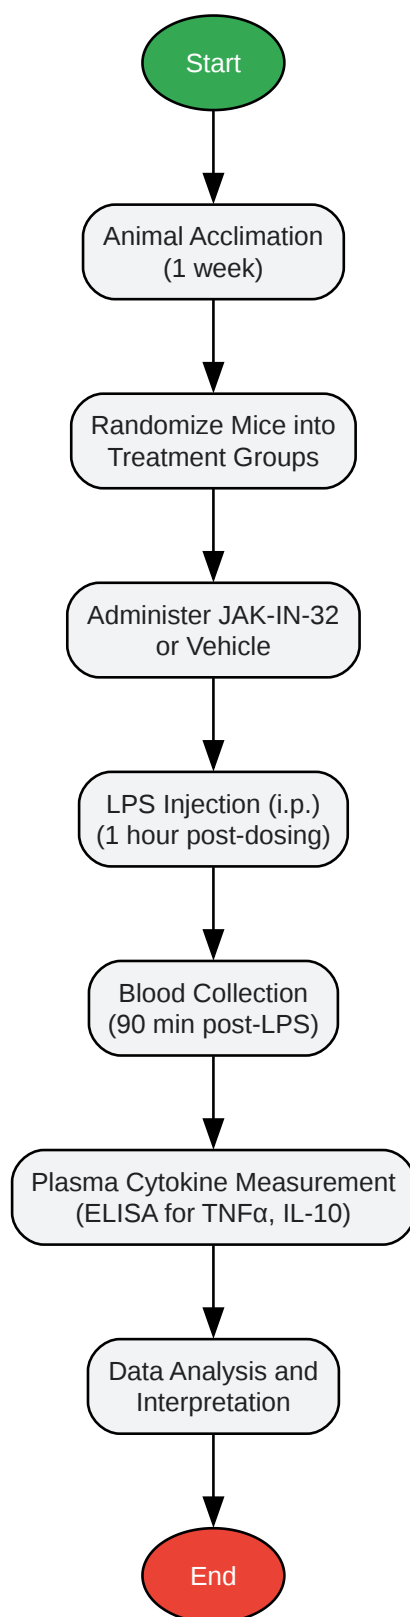 Start
Animal Acclimation
(1 week)
Randomize Mice into
Treatment Groups
Administer JAK-IN-32
or Vehicle
LPS Injection (i.p.)
(1 hour post-dosing)
Blood Collection
(90 min post-LPS)
Plasma Cytokine Measurement
(ELISA for TNFα, IL-10)
Data Analysis and
Interpretation
End